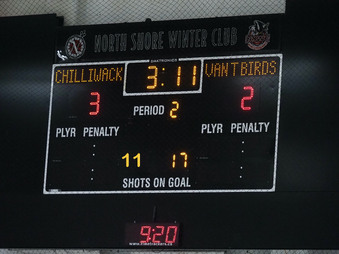 NORTH SHORE WINTER CLUB
CHILLIWACK 3:11 VAN T BIRDS
3 PERIOD 2 2
PLYR PENALTY PLYR PENALTY
11 17
SHOTS ON GOAL
9:20